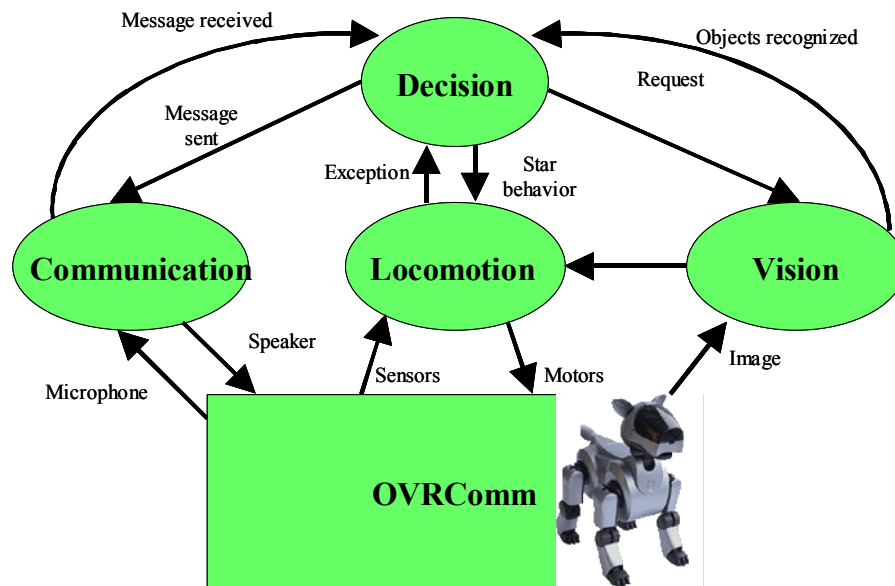 Message received
Objects recognized
Decision
Request
Message
sent
Exception
Star
behavior
Communication
Locomotion
Vision
Speaker
Microphone
Sensors
Motors
Image
OVRComm